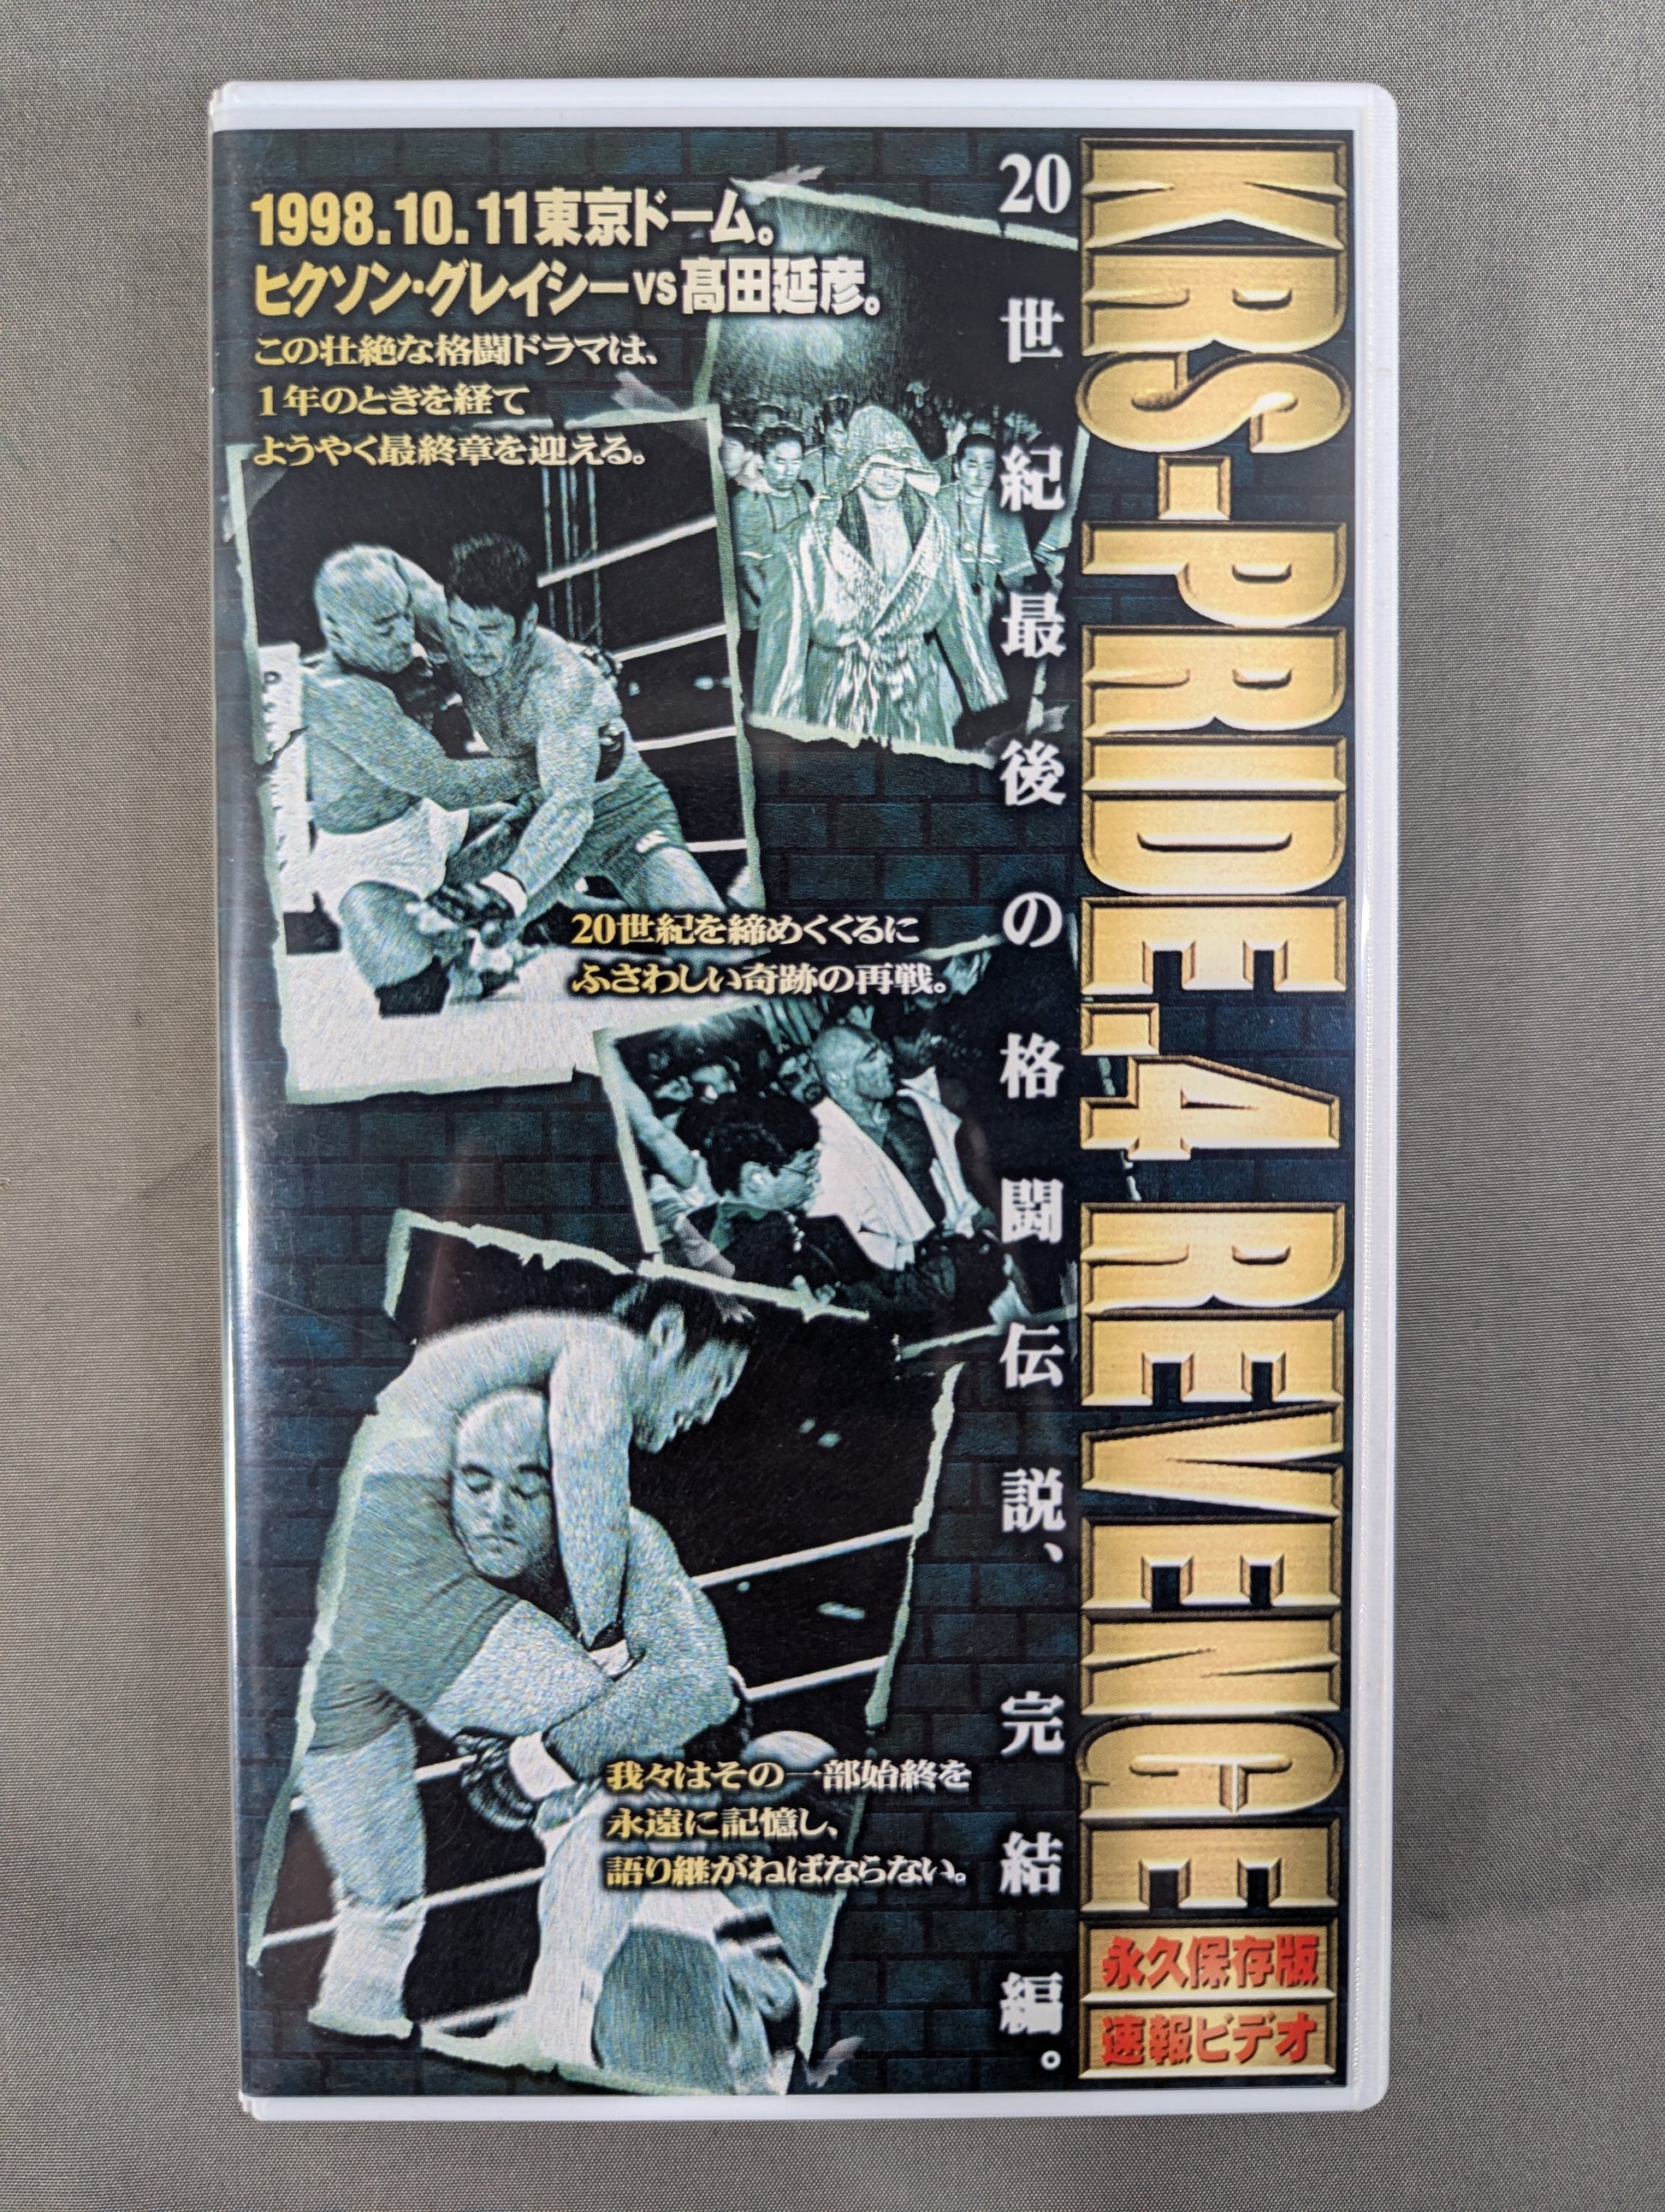 KRS-PRIDE.4 REVENGE
永久保存版
速報ビデオ
20世紀最後の格闘伝説、完結編。
1998.10.11東京ドーム。
ヒクソン・グレイシーVS髙田延彦。
この壮絶な格闘ドラマは、
1年のときを経て
ようやく最終章を迎える。
20世紀を締めくくるに
ふさわしい奇跡の再戦。
我々はその一部始終を
永遠に記憶し、
語り継がねばならない。